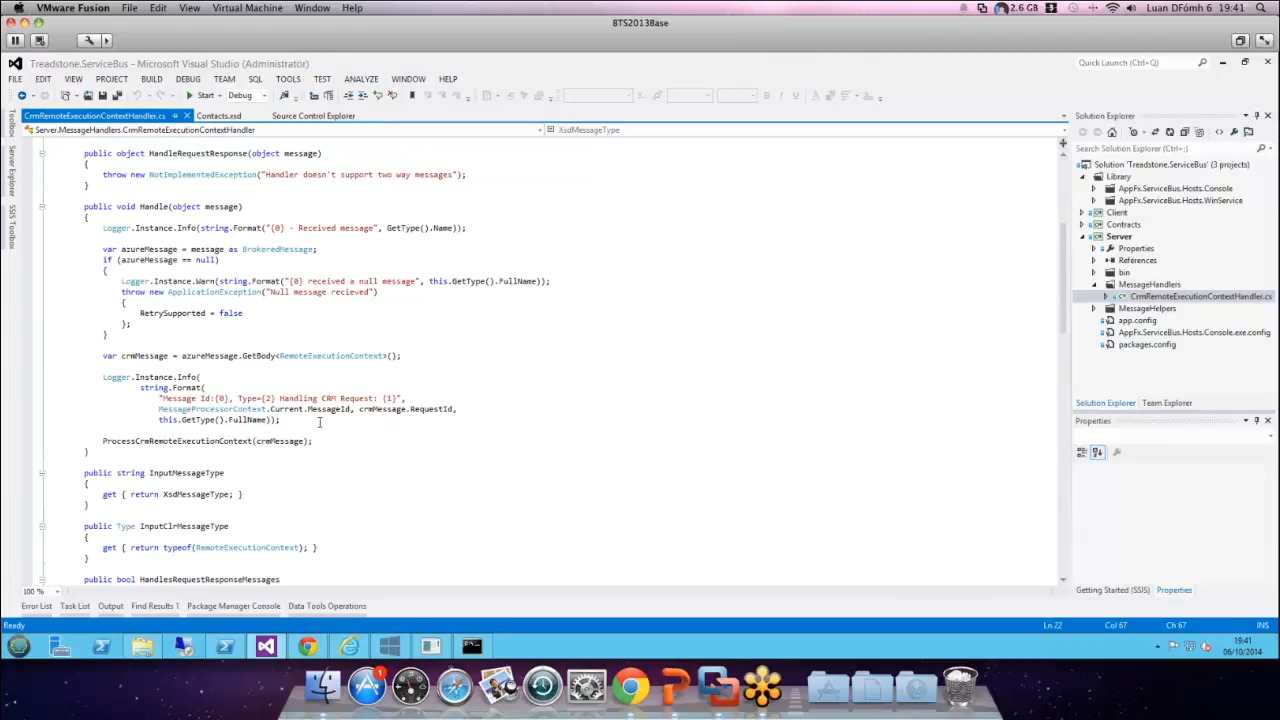 VMware Fusion File Edit View Virtual Machine Window Help 2.6 GB Luan DFómh 6 19:41
BTS2013Base
Treadstone.ServiceBus - Microsoft Visual Studio (Administrator) Quick Launch (Ctrl+Q)
FILE EDIT VIEW PROJECT BUILD DEBUG TEAM SQL TOOLS TEST ANALYZE WINDOW HELP
Start Debug
CrmRemoteExecutionContextHandler.cs Contacts.xsd Source Control Explorer
Server.MessageHandlers.CrmRemoteExecutionContextHandler XsdMessageType
Toolbox
Server Explorer
SSIS Toolbox
public object HandleRequestResponse(object message)
{
throw new NotImplementedException("Handler doesn't support two way messages");
}
public void Handle(object message)
{
Logger.Instance.Info(string.Format("{0} - Received message", GetType().Name));
var azureMessage = message as BrokeredMessage;
if (azureMessage == null)
{
Logger.Instance.Warn(string.Format("{0} received a null message", this.GetType().FullName));
throw new ApplicationException("Null message recieved")
{
RetrySupported = false
};
}
var crmMessage = azureMessage.GetBody<RemoteExecutionContext>();
Logger.Instance.Info(
string.Format(
"Message Id:{0}, Type={2} Handling CRM Request: {1}",
MessageProcessorContext.Current.MessageId, crmMessage.RequestId,
this.GetType().FullName));
ProcessCrmRemoteExecutionContext(crmMessage);
}
public string InputMessageType
{
get { return XsdMessageType; }
}
public Type InputClrMessageType
{
get { return typeof(RemoteExecutionContext); }
}
public bool HandlesRequestResponseMessages
100 %
Solution Explorer
Search Solution Explorer (Ctrl+;)
Solution 'Treadstone.ServiceBus' (3 projects)
Library
AppFx.ServiceBus.Hosts.Console
AppFx.ServiceBus.Hosts.WinService
Client
Contracts
Server
Properties
References
bin
MessageHandlers
CrmRemoteExecutionContextHandler.cs
MessageHelpers
app.config
AppFx.ServiceBus.Hosts.Console.exe.config
packages.config
Solution Explorer Team Explorer
Properties
Getting Started (SSIS) Properties
Error List Task List Output Find Results 1 Package Manager Console Data Tools Operations
Ready Ln 22 Col 67 Ch 67 INS
19:41
06/10/2014
1